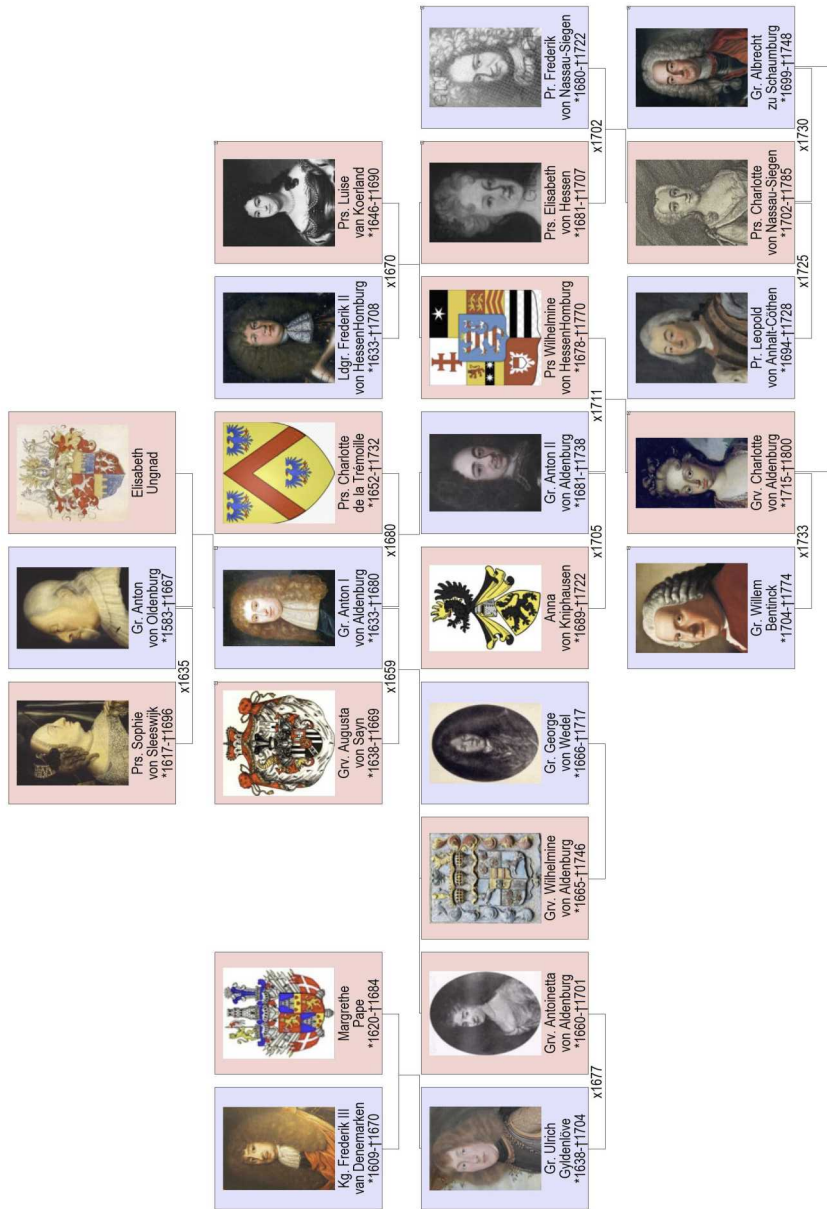 Prs. Sophie
von Sleeswijk
*1617-†1696
Gr. Anton
von Oldenburg
*1583-†1667
Elisabeth
Ungnad
x1635
Kg. Frederik III
van Denemarken
*1609-†1670
Margrethe
Pape
*1620-†1684
Grv. Augusta
von Sayn
*1638-†1669
Gr. Anton I
von Aldenburg
*1633-†1680
Prs. Charlotte
de la Trémoille
*1652-†1732
Ldgr. Frederik II
von HessenHomburg
*1633-†1708
Prs. Luise
van Koerland
*1646-†1690
x1659
x1680
x1670
Gr. Ulrich
Gyldenlöve
*1638-†1704
Grv. Antoinetta
von Aldenburg
*1660-†1701
Grv. Wilhelmine
von Aldenburg
*1665-†1746
Gr. George
von Wedel
*1666-†1717
Anna
von Kniphausen
*1689-†1722
Gr. Anton II
von Aldenburg
*1681-†1738
Prs Wilhelmine
von HessenHomburg
*1678-†1770
Prs. Elisabeth
von Hessen
*1681-†1707
Pr. Frederik
von Nassau-Siegen
*1680-†1722
x1677
x1705
x1711
x1702
Gr. Willem
Bentinck
*1704-†1774
Grv. Charlotte
von Aldenburg
*1715-†1800
Pr. Leopold
von Anhalt-Cöthen
*1694-†1728
Prs. Charlotte
von Nassau-Siegen
*1702-†1785
Gr. Albrecht
zu Schaumburg
*1699-†1748
x1733
x1725
x1730